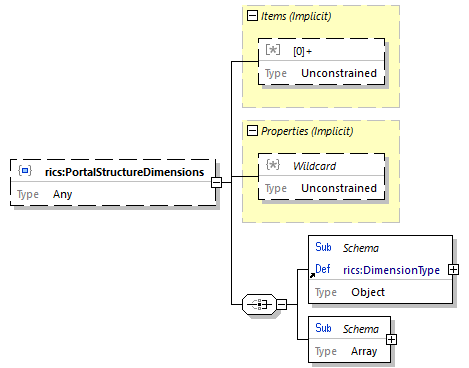 Items (Implicit)
[0]+
Type Unconstrained
Properties (Implicit)
Wildcard
Type Unconstrained
rics:PortalStructureDimensions
Type Any
Sub Schema
Def rics:DimensionType
Type Object
Sub Schema
Type Array